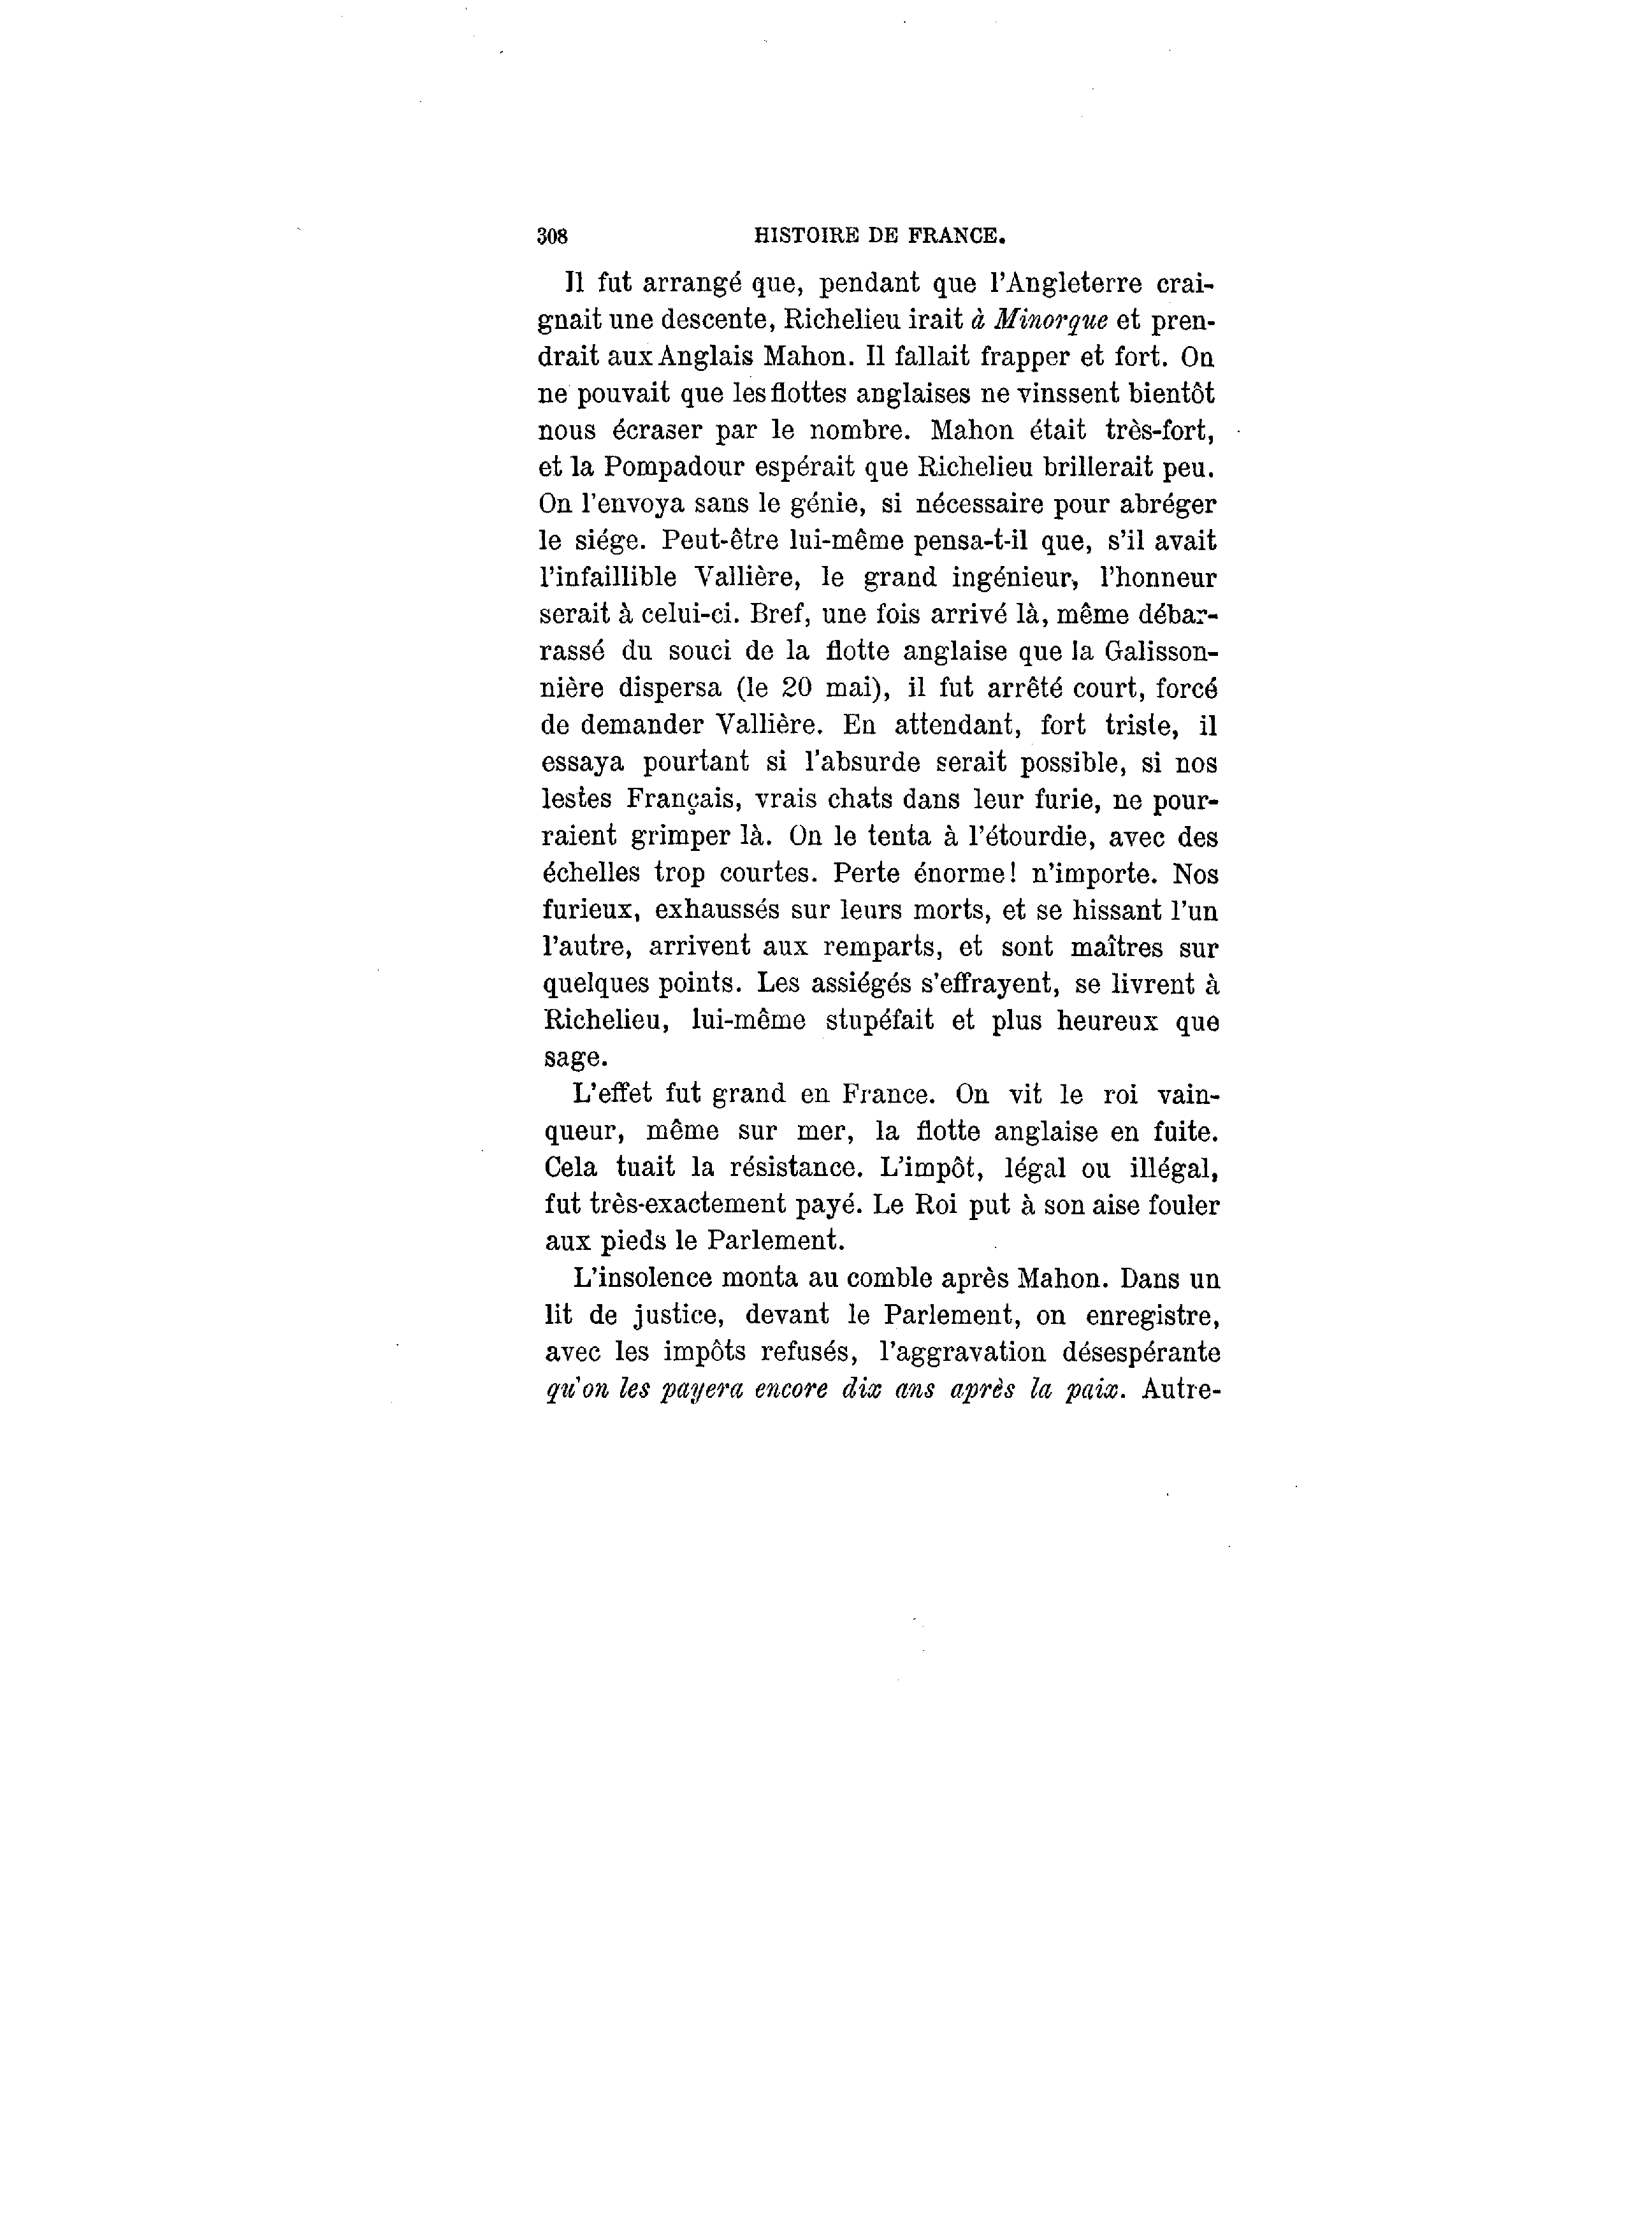 308 HISTOIRE DE FRANCE.
Il fut arrangé que, pendant que l'Angleterre crai-
gnait une descente, Richelieu irait à Minorque et pren-
drait aux Anglais Mahon. Il fallait frapper et fort. On
ne pouvait que les flottes anglaises ne vinssent bientôt
nous écraser par le nombre. Mahon était très-fort,
et la Pompadour espérait que Richelieu brillerait peu.
On l'envoya sans le génie, si nécessaire pour abréger
le siége. Peut-être lui-même pensa-t-il que, s'il avait
l'infaillible Vallière, le grand ingénieur, l'honneur
serait à celui-ci. Bref, une fois arrivé là, même débar-
rassé du souci de la flotte anglaise que la Galisson-
nière dispersa (le 20 mai), il fut arrêté court, forcé
de demander Vallière. En attendant, fort triste, il
essaya pourtant si l'absurde serait possible, si nos
lestes Français, vrais chats dans leur furie, ne pour-
raient grimper là. On le tenta à l'étourdie, avec des
échelles trop courtes. Perte énorme! n'importe. Nos
furieux, exhaussés sur leurs morts, et se hissant l'un
l'autre, arrivent aux remparts, et sont maîtres sur
quelques points. Les assiégés s'effrayent, se livrent à
Richelieu, lui-même stupéfait et plus heureux que
sage.
L'effet fut grand en France. On vit le roi vain-
queur, même sur mer, la flotte anglaise en fuite.
Cela tuait la résistance. L'impôt, légal ou illégal,
fut très-exactement payé. Le Roi put à son aise fouler
aux pieds le Parlement.
L'insolence monta au comble après Mahon. Dans un
lit de justice, devant le Parlement, on enregistre,
avec les impôts refusés, l'aggravation désespérante
qu'on les payera encore dix ans après la paix. Autre-